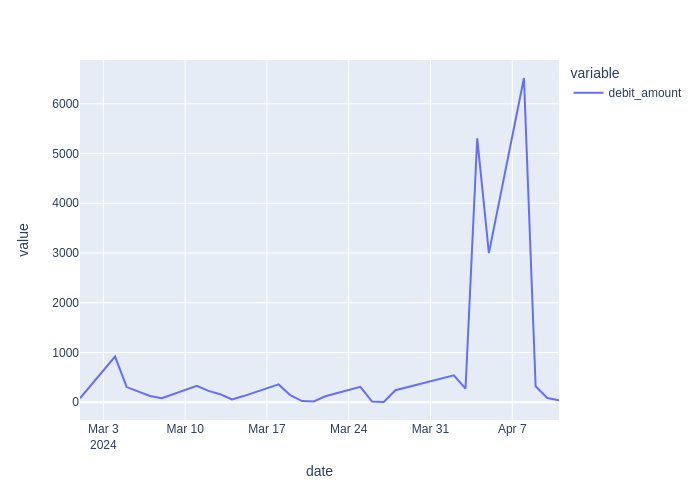 variable
debit_amount
value
6000
5000
4000
3000
2000
1000
0
Mar 3
2024
Mar 10
Mar 17
Mar 24
Mar 31
Apr 7
date